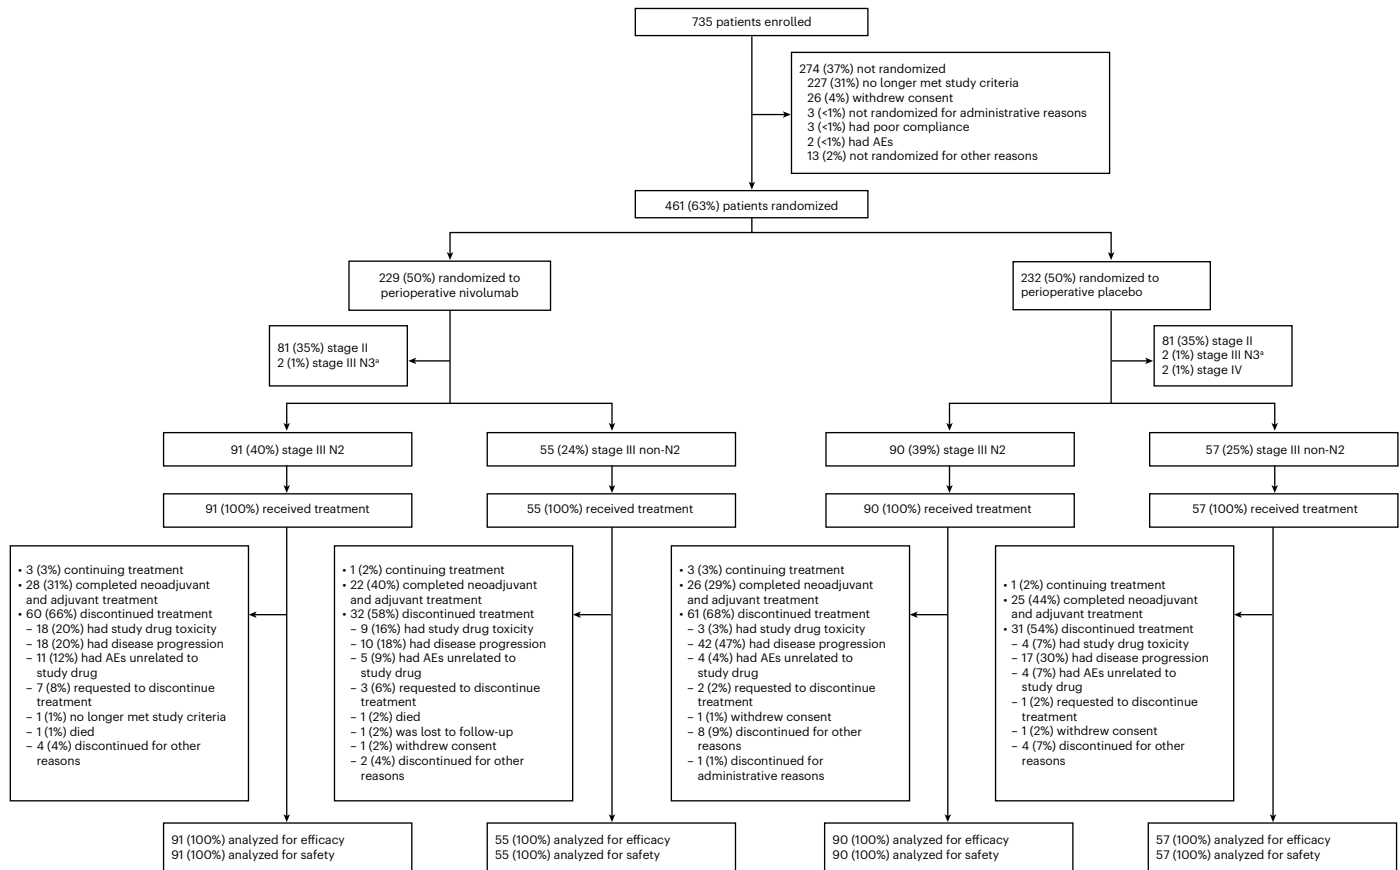 735 patients enrolled
274 (37%) not randomized
227 (31%) no longer met study criteria
26 (4%) withdrew consent
3 (<1%) not randomized for administrative reasons
3 (<1%) had poor compliance
2 (<1%) had AEs
13 (2%) not randomized for other reasons
461 (63%) patients randomized
229 (50%) randomized to
perioperative nivolumab
232 (50%) randomized to
perioperative placebo
81 (35%) stage II
2 (1%) stage III N3ᵃ
81 (35%) stage II
2 (1%) stage III N3ᵃ
2 (1%) stage IV
91 (40%) stage III N2
55 (24%) stage III non-N2
90 (39%) stage III N2
57 (25%) stage III non-N2
91 (100%) received treatment
55 (100%) received treatment
90 (100%) received treatment
57 (100%) received treatment
• 3 (3%) continuing treatment
• 28 (31%) completed neoadjuvant
and adjuvant treatment
• 60 (66%) discontinued treatment
– 18 (20%) had study drug toxicity
– 18 (20%) had disease progression
– 11 (12%) had AEs unrelated to
study drug
– 7 (8%) requested to discontinue
treatment
– 1 (1%) no longer met study criteria
– 1 (1%) died
– 4 (4%) discontinued for other
reasons
• 1 (2%) continuing treatment
• 22 (40%) completed neoadjuvant
and adjuvant treatment
• 32 (58%) discontinued treatment
– 9 (16%) had study drug toxicity
– 10 (18%) had disease progression
– 5 (9%) had AEs unrelated to
study drug
– 3 (6%) requested to discontinue
treatment
– 1 (2%) died
– 1 (2%) was lost to follow-up
– 1 (2%) withdrew consent
– 2 (4%) discontinued for other
reasons
• 3 (3%) continuing treatment
• 26 (29%) completed neoadjuvant
and adjuvant treatment
• 61 (68%) discontinued treatment
– 3 (3%) had study drug toxicity
– 42 (47%) had disease progression
– 4 (4%) had AEs unrelated to
study drug
– 2 (2%) requested to discontinue
treatment
– 1 (1%) withdrew consent
– 8 (9%) discontinued for other
reasons
– 1 (1%) discontinued for
administrative reasons
• 1 (2%) continuing treatment
• 25 (44%) completed neoadjuvant
and adjuvant treatment
• 31 (54%) discontinued treatment
– 4 (7%) had study drug toxicity
– 17 (30%) had disease progression
– 4 (7%) had AEs unrelated to
study drug
– 1 (2%) requested to discontinue
treatment
– 1 (2%) withdrew consent
– 4 (7%) discontinued for other
reasons
91 (100%) analyzed for efficacy
91 (100%) analyzed for safety
55 (100%) analyzed for efficacy
55 (100%) analyzed for safety
90 (100%) analyzed for efficacy
90 (100%) analyzed for safety
57 (100%) analyzed for efficacy
57 (100%) analyzed for safety